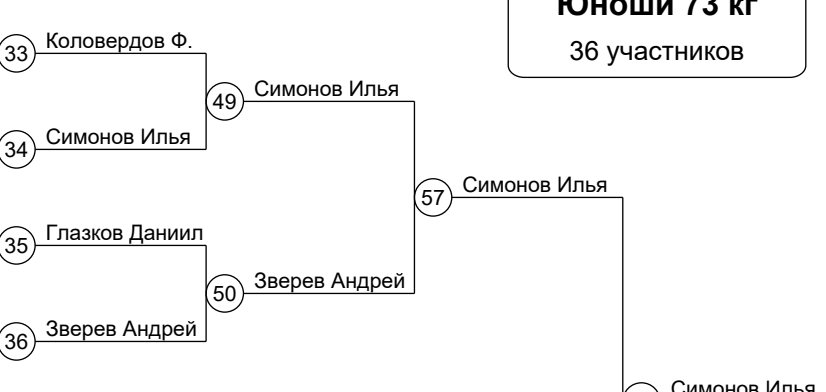 Юноши 73 кг
36 участников
33 Коловердов Ф.
49 Симонов Илья
34 Симонов Илья
57 Симонов Илья
35 Глазков Даниил
50 Зверев Андрей
36 Зверев Андрей
Симонов Илья